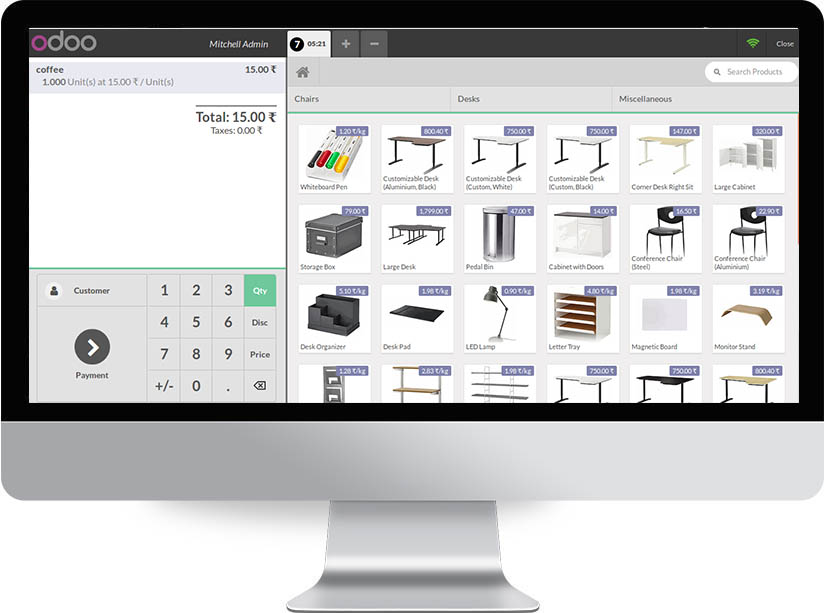 odoo
Mitchell Admin
7 05:21
Close
coffee 15.00 ₹
1.000 Unit(s) at 15.00 ₹ / Unit(s)
Total: 15.00 ₹
Taxes: 0.00 ₹
Search Products
Chairs
Desks
Miscellaneous
1.20 ₹/kg
Whiteboard Pen
800.40 ₹
Customizable Desk
(Aluminium, Black)
750.00 ₹
Customizable Desk
(Custom, White)
750.00 ₹
Customizable Desk
(Custom, Black)
147.00 ₹
Corner Desk Right Sit
320.00 ₹
Large Cabinet
79.00 ₹
Storage Box
1,799.00 ₹
Large Desk
47.00 ₹
Pedal Bin
14.00 ₹
Cabinet with Doors
16.50 ₹
Conference Chair
(Steel)
22.90 ₹
Conference Chair
(Aluminium)
5.10 ₹/kg
Desk Organizer
1.98 ₹/kg
Desk Pad
0.90 ₹/kg
LED Lamp
4.80 ₹/kg
Letter Tray
1.98 ₹/kg
Magnetic Board
3.19 ₹/kg
Monitor Stand
1.28 ₹/kg
2.83 ₹/kg
1.98 ₹/kg
750.00 ₹
750.00 ₹
800.40 ₹
Customer
Payment
1 2 3 Qty
4 5 6 Disc
7 8 9 Price
+/- 0 .